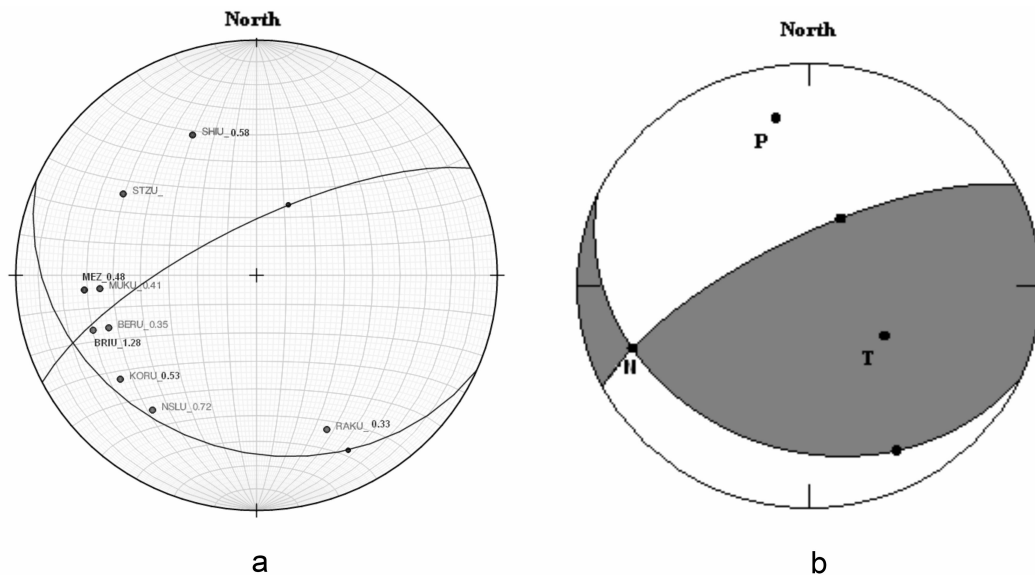 North
SHIU_0.58
STZU_
MEZ_0.48
MUKU_0.41
BERU_0.35
BRIU_1.28
KORU_0.53
NSLU_0.72
RAKU_0.33
a
North
P
T
N
b